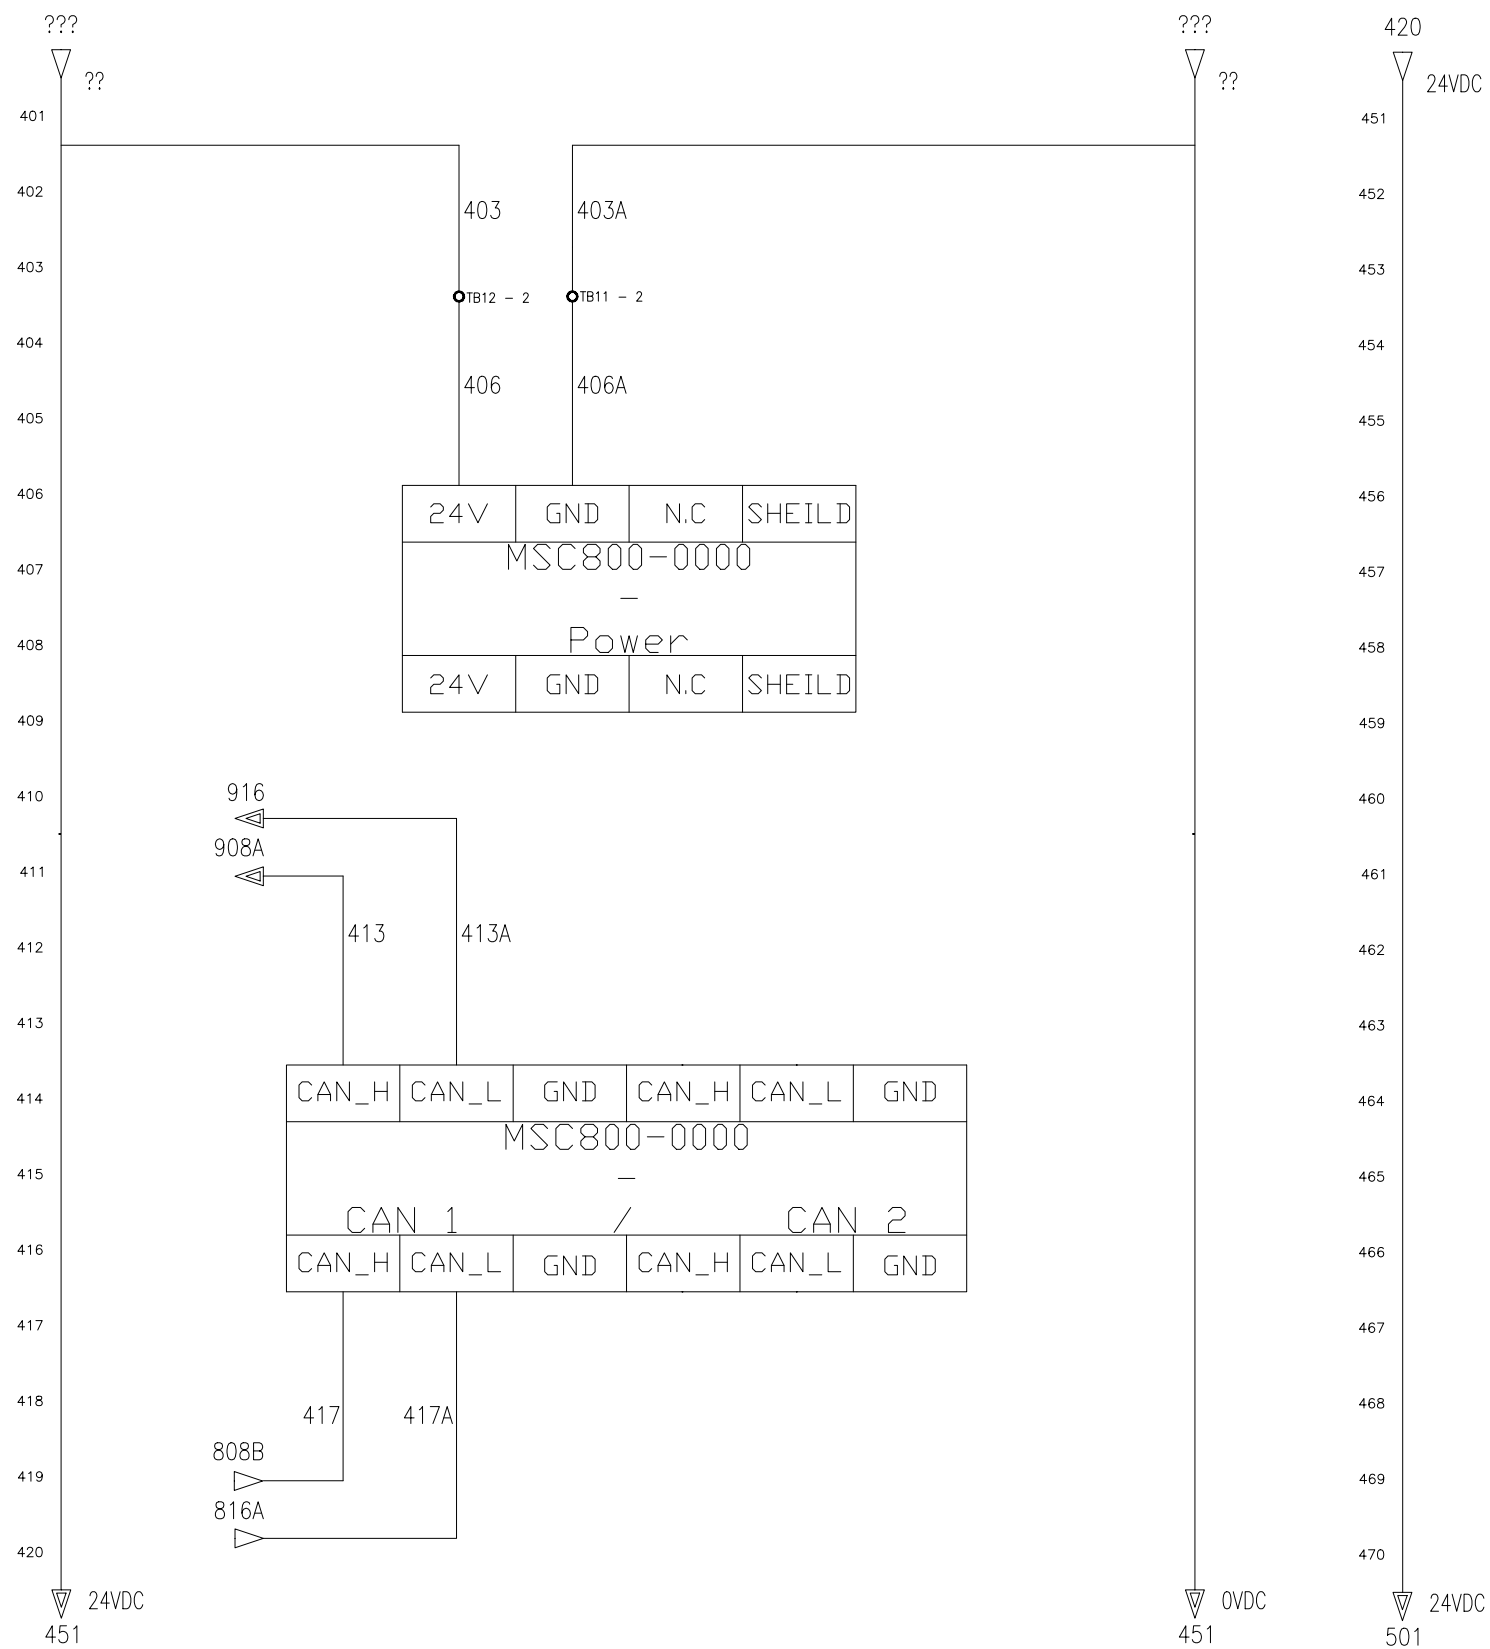 ??? ??? 420
?? ?? 24VDC
401 451
402 452
403 403A
403 453
TB12 - 2 TB11 - 2
404 454
406 406A
405 455
406 456
24V GND N.C SHEILD
MSC800-0000
407 457
-
Power
408 458
24V GND N.C SHEILD
409 459
916
410 460
908A
411 461
413 413A
412 462
413 463
CAN_H CAN_L GND CAN_H CAN_L GND
414 464
MSC800-0000
415 465
-
CAN 1 / CAN 2
416 466
CAN_H CAN_L GND CAN_H CAN_L GND
417 467
418 468
417 417A
808B
419 469
816A
420 470
24VDC 0VDC 24VDC
451 451 501